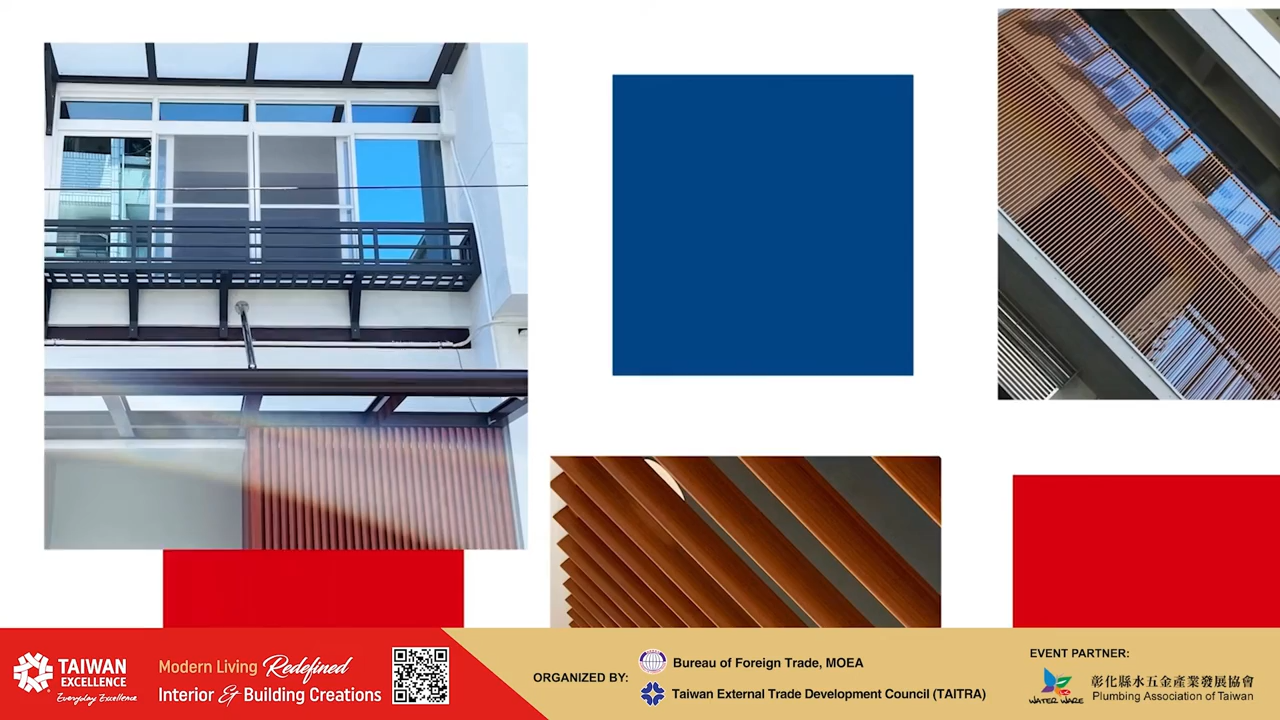 TAIWAN
EXCELLENCE
Everyday Excellence
Modern Living Redefined
Interior & Building Creations
ORGANIZED BY:
Bureau of Foreign Trade, MOEA
Taiwan External Trade Development Council (TAITRA)
EVENT PARTNER:
WATER WARE
彰化縣水五金產業發展協會
Plumbing Association of Taiwan